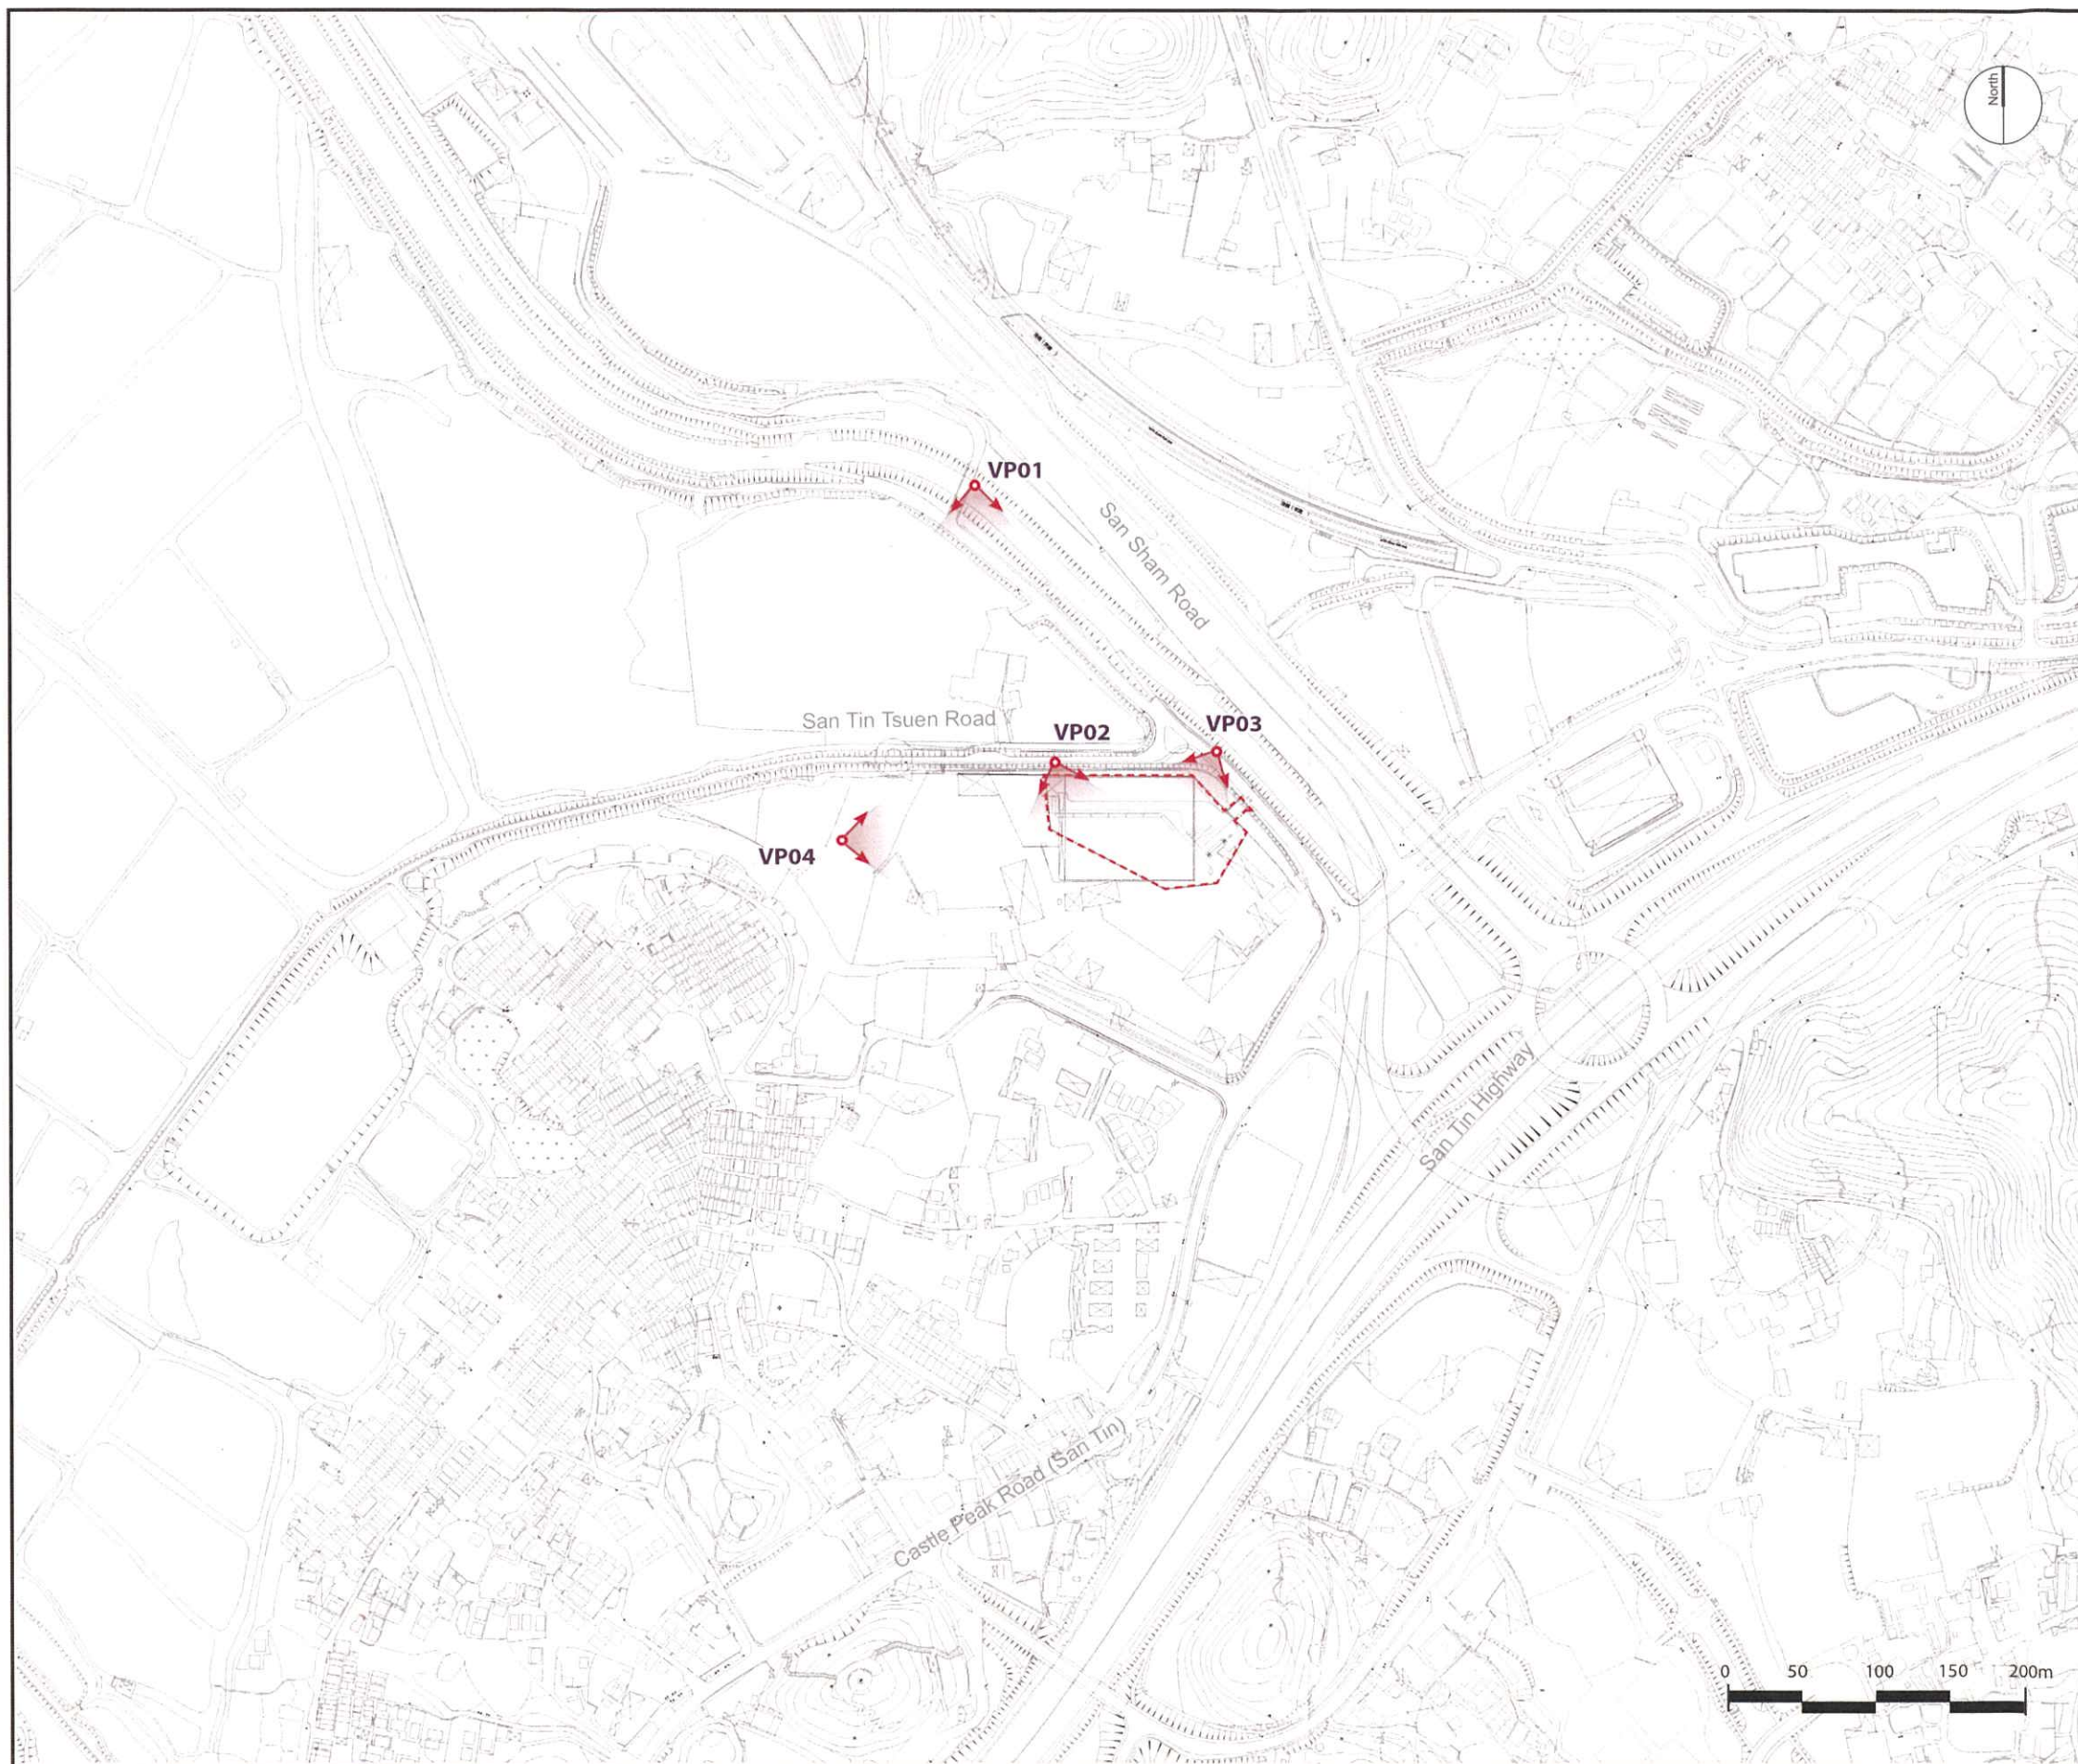 North
VP01
San Sham Road
San Tin Tsuen Road
VP02
VP03
VP04
San Tin Highway
Castle Peak Road (San Tin)
0 50 100 150 200m